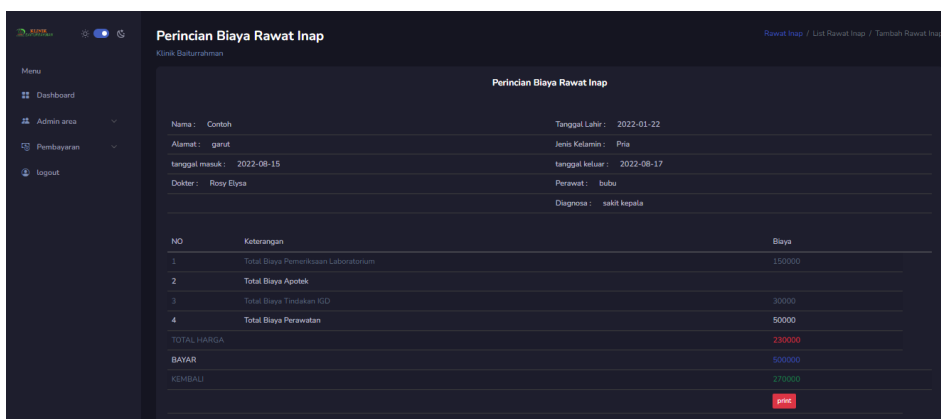 KLINIK
Perincian Biaya Rawat Inap
Rawat Inap / List Rawat Inap / Tambah Rawat Inap
Klinik Baiturrahman
Menu
Dashboard
Admin area
Pembayaran
logout
Perincian Biaya Rawat Inap
Nama : Contoh Tanggal Lahir : 2022-01-22
Alamat : garut Jenis Kelamin : Pria
tanggal masuk : 2022-08-15 tanggal keluar : 2022-08-17
Dokter : Rosy Elysa Perawat : bubu
Diagnosa : sakit kepala
NO Keterangan Biaya
1 Total Biaya Pemeriksaan Laboratorium 150000
2 Total Biaya Apotek
3 Total Biaya Tindakan IGD 30000
4 Total Biaya Perawatan 50000
TOTAL HARGA 230000
BAYAR 500000
KEMBALI 270000
print